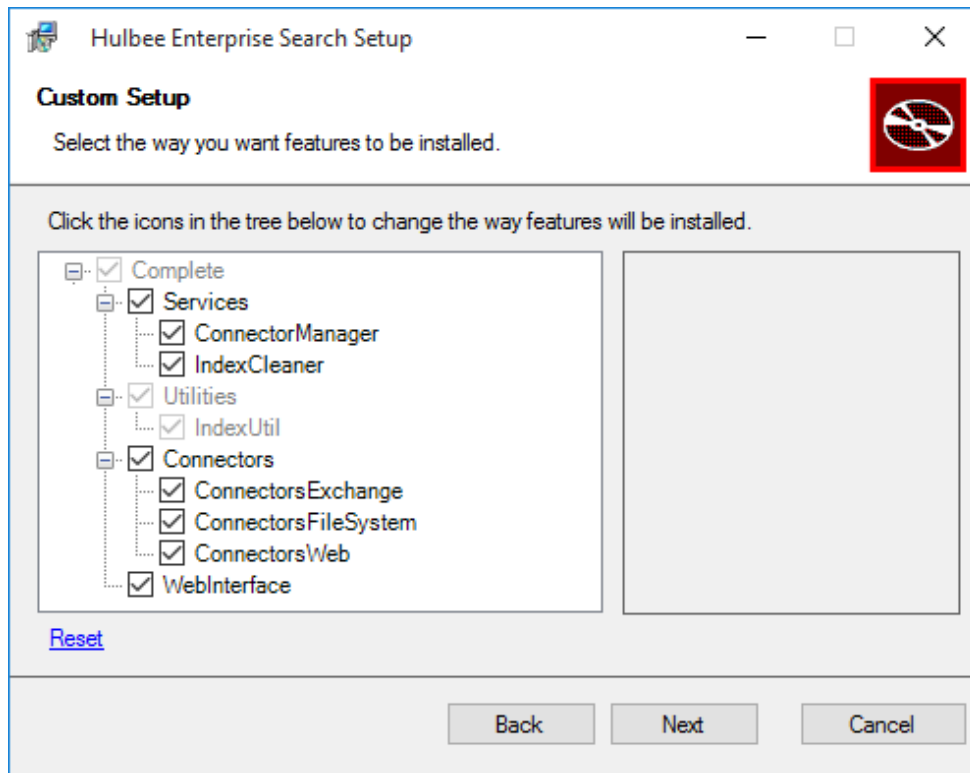 Hulbee Enterprise Search Setup
Custom Setup
Select the way you want features to be installed.
Click the icons in the tree below to change the way features will be installed.
Complete
Services
ConnectorManager
IndexCleaner
Utilities
IndexUtil
Connectors
ConnectorsExchange
ConnectorsFileSystem
ConnectorsWeb
WebInterface
Reset
Back Next Cancel